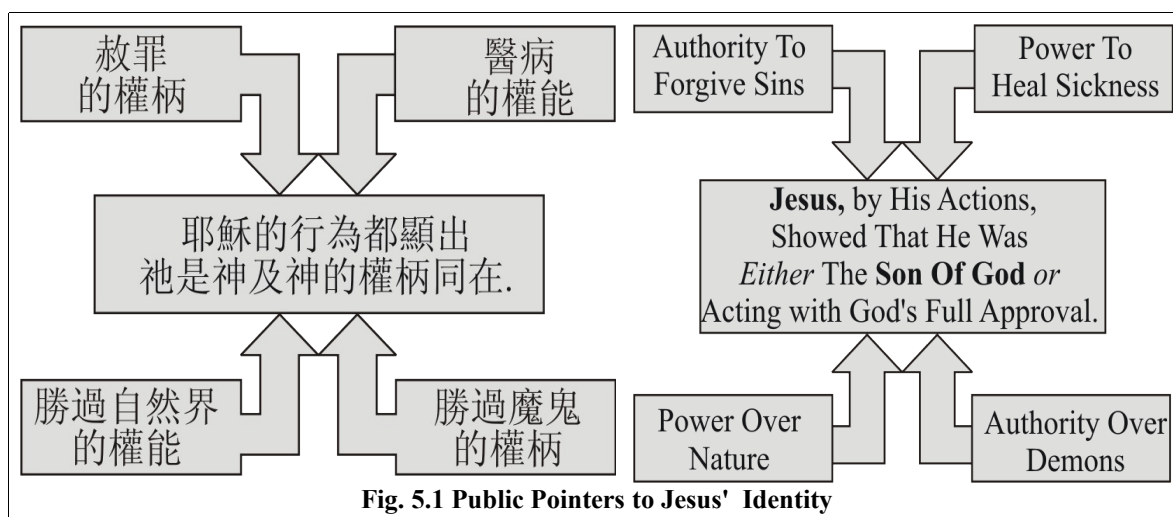 赦罪
的權柄
醫病
的權能
耶穌的行為都顯出
祂是神及神的權柄同在.
勝過自然界
的權能
勝過魔鬼
的權柄
Authority To
Forgive Sins
Power To
Heal Sickness
Jesus, by His Actions,
Showed That He Was
Either The Son Of God or
Acting with God's Full Approval.
Power Over
Nature
Authority Over
Demons
Fig. 5.1 Public Pointers to Jesus' Identity